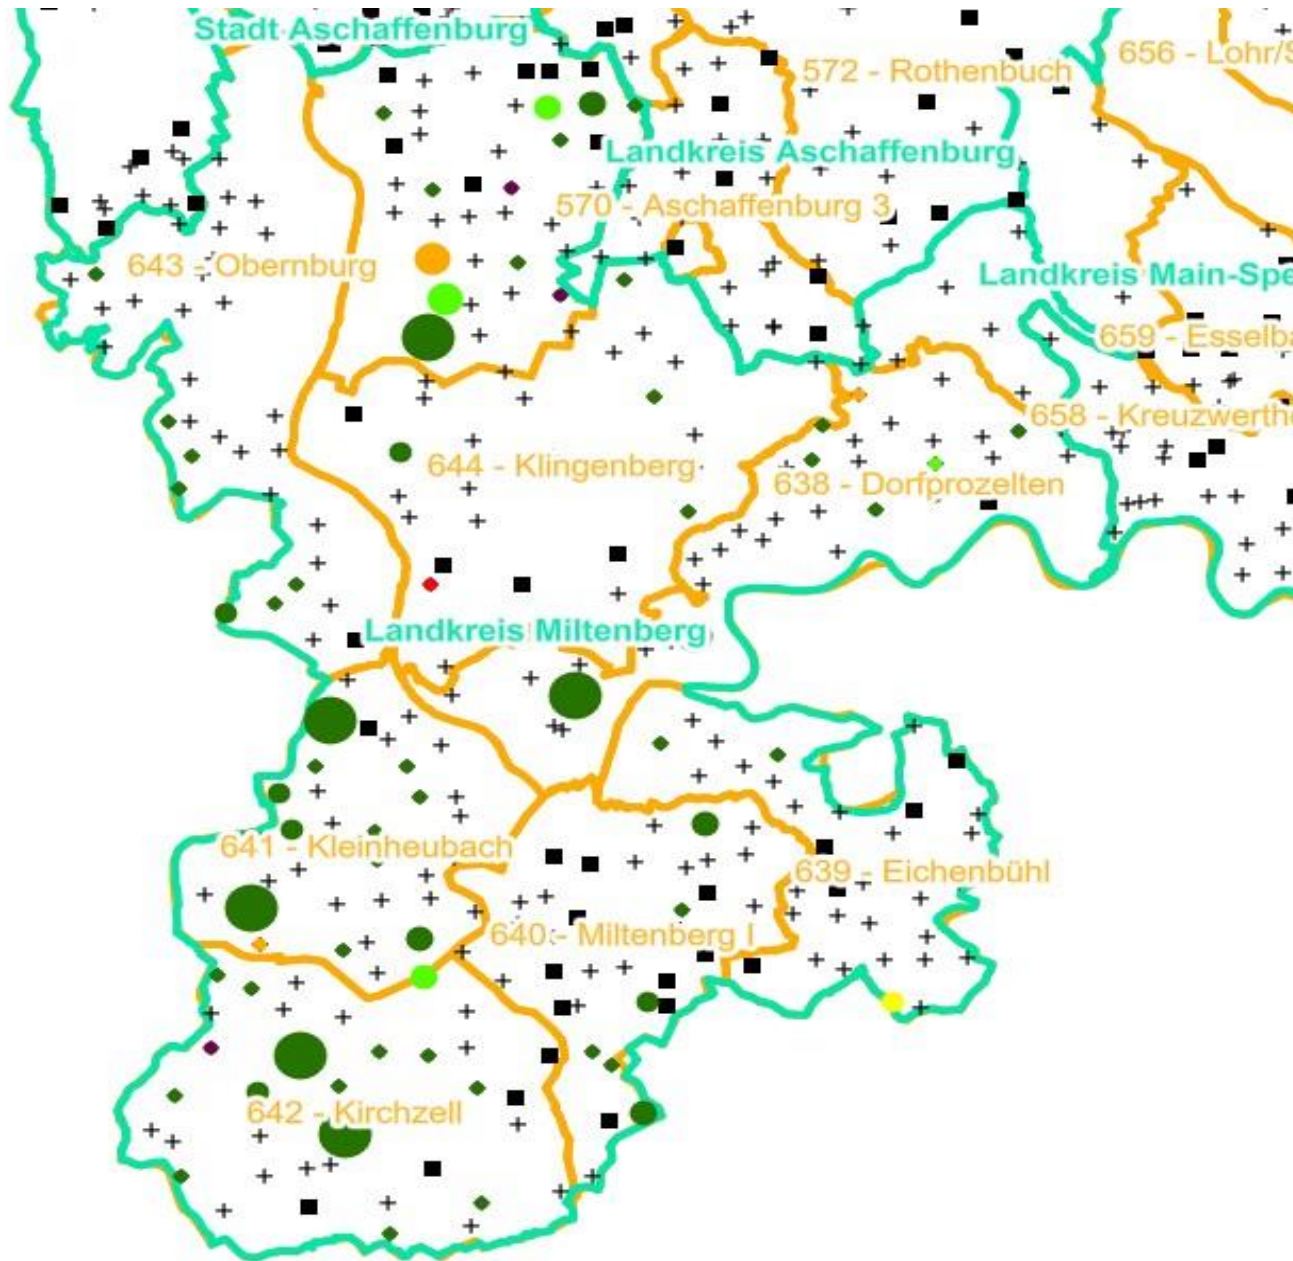 Stadt Aschaffenburg
656 - Lohr/S
572 - Rothenbuch
Landkreis Aschaffenburg
570 - Aschaffenburg 3
643 - Obernburg
Landkreis Main-Spe
659 - Esselba
658 - Kreuzwerthe
644 - Klingenberg
638 - Dorfprozelten
Landkreis Miltenberg
641 - Kleinheubach
639 - Eichenbühl
640 - Miltenberg I
642 - Kirchzell